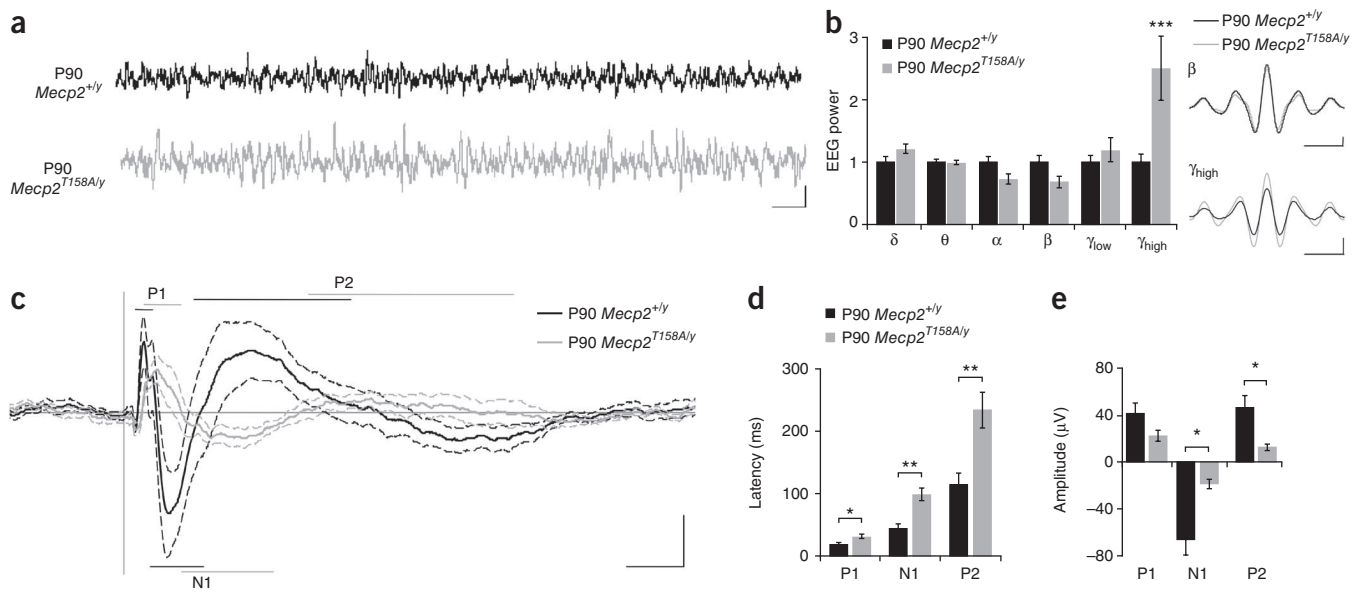 a
P90
Mecp2+/y
P90
Mecp2T158A/y
b
P90 Mecp2+/y
P90 Mecp2T158A/y
***
EEG power
3
2
1
0
δ θ α β γlow γhigh
P90 Mecp2+/y
P90 Mecp2T158A/y
β
γhigh
c
P1
P2
N1
P90 Mecp2+/y
P90 Mecp2T158A/y
d
P90 Mecp2+/y
P90 Mecp2T158A/y
Latency (ms)
300
200
100
0
*
**
**
P1 N1 P2
e
Amplitude (µV)
80
40
0
–40
–80
*
*
P1 N1 P2